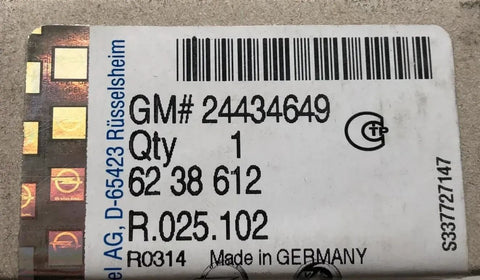 el AG, D-65423 Rüsselsheim
GM# 24434649
Qty 1
62 38 612
R.025.102
R0314 Made in GERMANY
S337727147